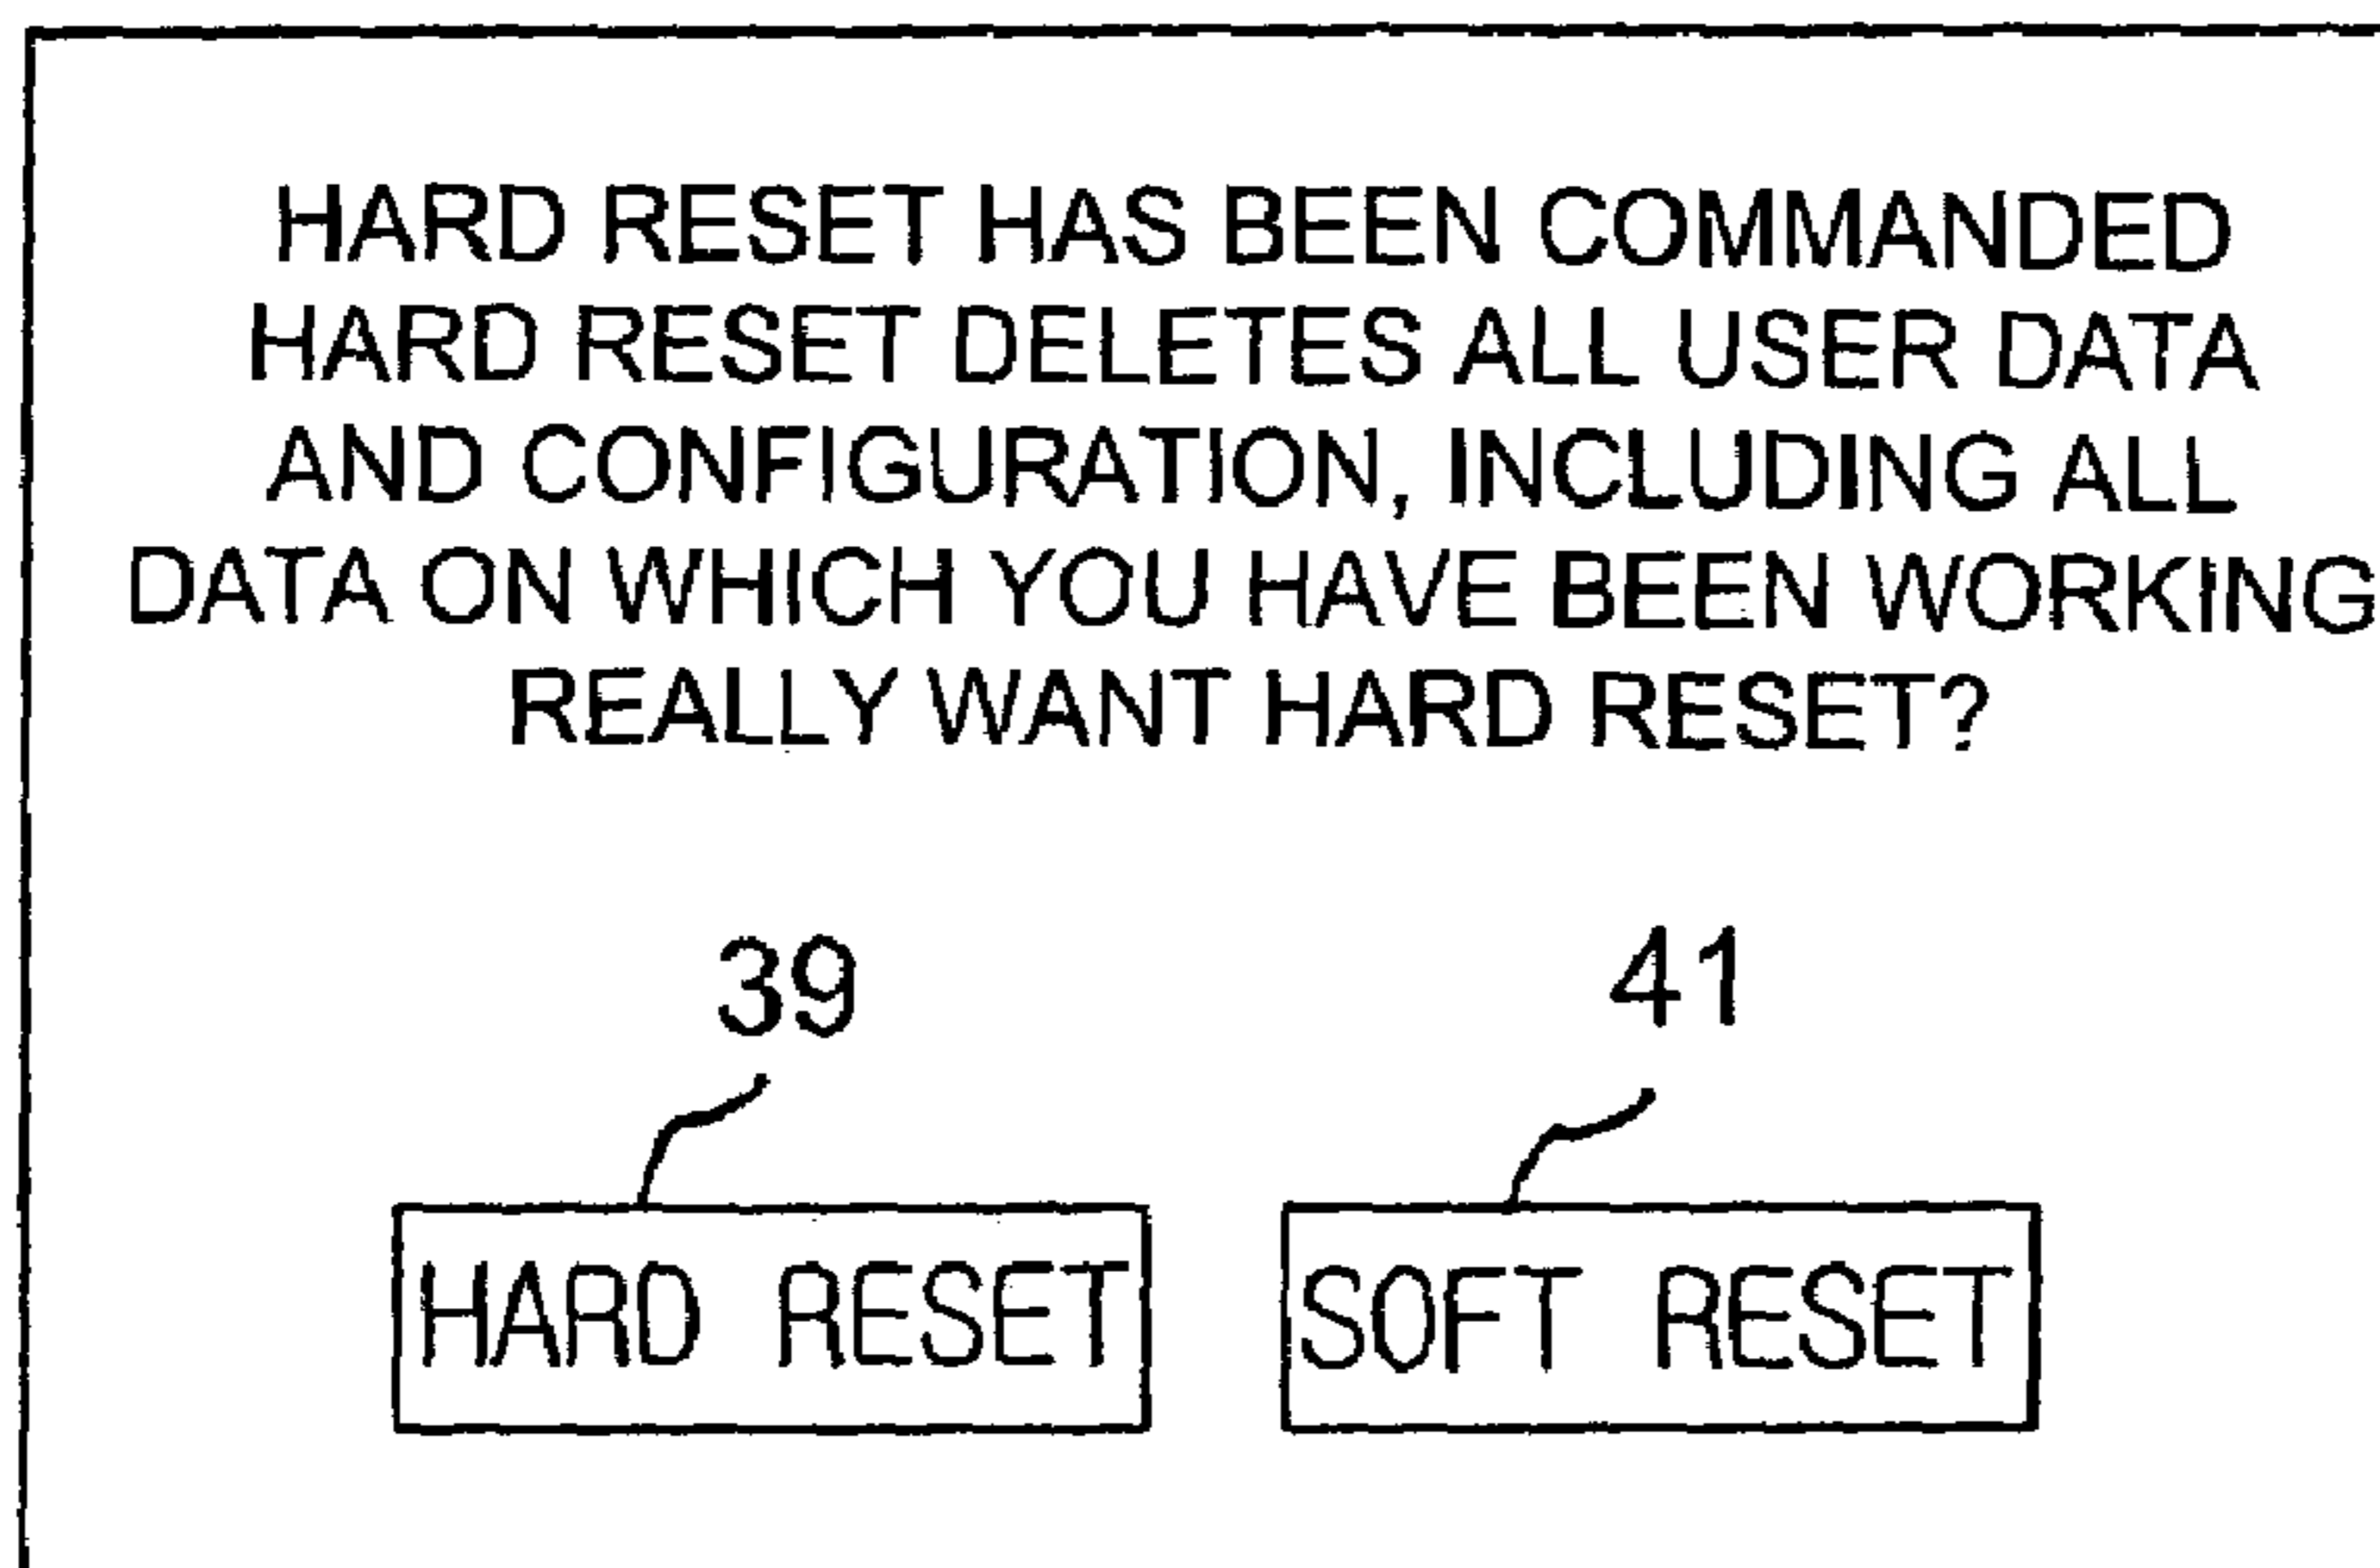 HARD RESET HAS BEEN COMMANDED
HARD RESET DELETES ALL USER DATA
AND CONFIGURATION, INCLUDING ALL
DATA ON WHICH YOU HAVE BEEN WORKING
REALLY WANT HARD RESET?
39 41
HARD RESET SOFT RESET